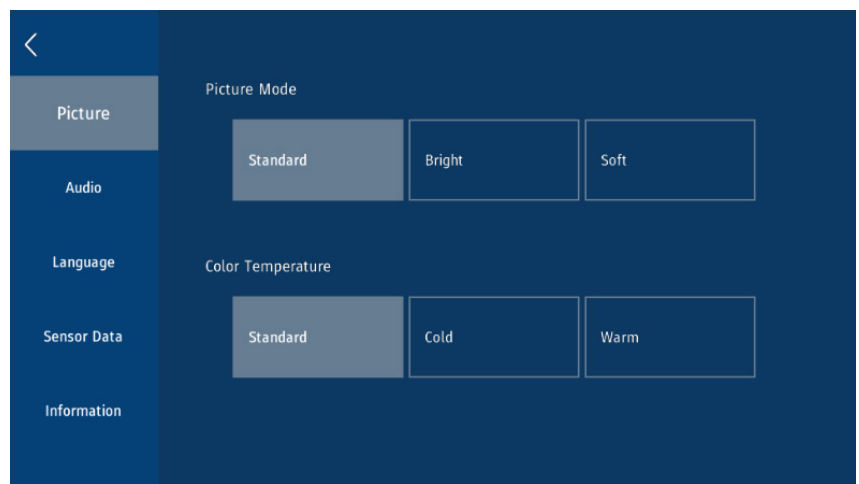 Picture
Audio
Language
Sensor Data
Information
Picture Mode
Standard
Bright
Soft
Color Temperature
Standard
Cold
Warm